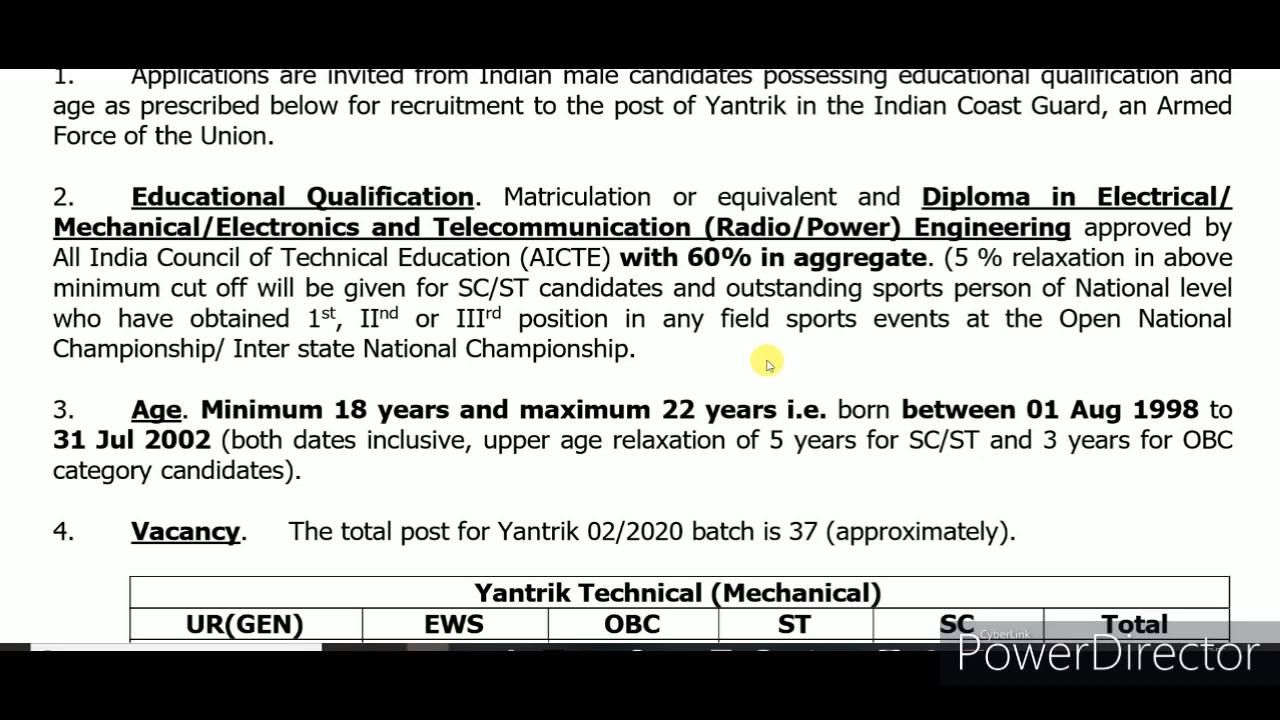 1. Applications are invited from Indian male candidates possessing educational qualification and
age as prescribed below for recruitment to the post of Yantrik in the Indian Coast Guard, an Armed
Force of the Union.
2. Educational Qualification. Matriculation or equivalent and Diploma in Electrical/
Mechanical/Electronics and Telecommunication (Radio/Power) Engineering approved by
All India Council of Technical Education (AICTE) with 60% in aggregate. (5 % relaxation in above
minimum cut off will be given for SC/ST candidates and outstanding sports person of National level
who have obtained 1st, IInd or IIIrd position in any field sports events at the Open National
Championship/ Inter state National Championship.
3. Age. Minimum 18 years and maximum 22 years i.e. born between 01 Aug 1998 to
31 Jul 2002 (both dates inclusive, upper age relaxation of 5 years for SC/ST and 3 years for OBC
category candidates).
4. Vacancy. The total post for Yantrik 02/2020 batch is 37 (approximately).
Yantrik Technical (Mechanical)
UR(GEN) EWS OBC ST SC Total
CyberLink
PowerDirector